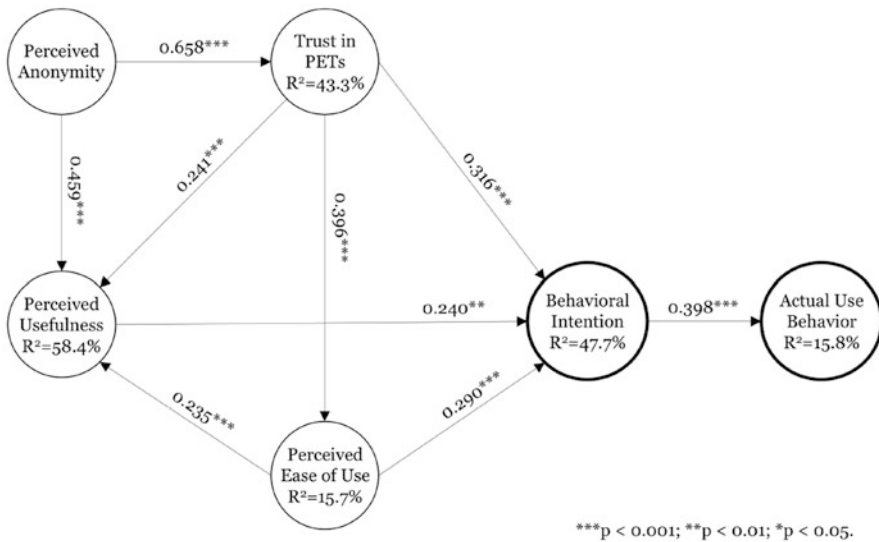 Perceived
Anonymity
0.658***
Trust in
PETs
R²=43.3%
0.459***
0.241***
0.396***
0.316***
Perceived
Usefulness
R²=58.4%
0.240**
Behavioral
Intention
R²=47.7%
0.398***
Actual Use
Behavior
R²=15.8%
0.235***
0.290***
Perceived
Ease of Use
R²=15.7%
***p < 0.001; **p < 0.01; *p < 0.05.